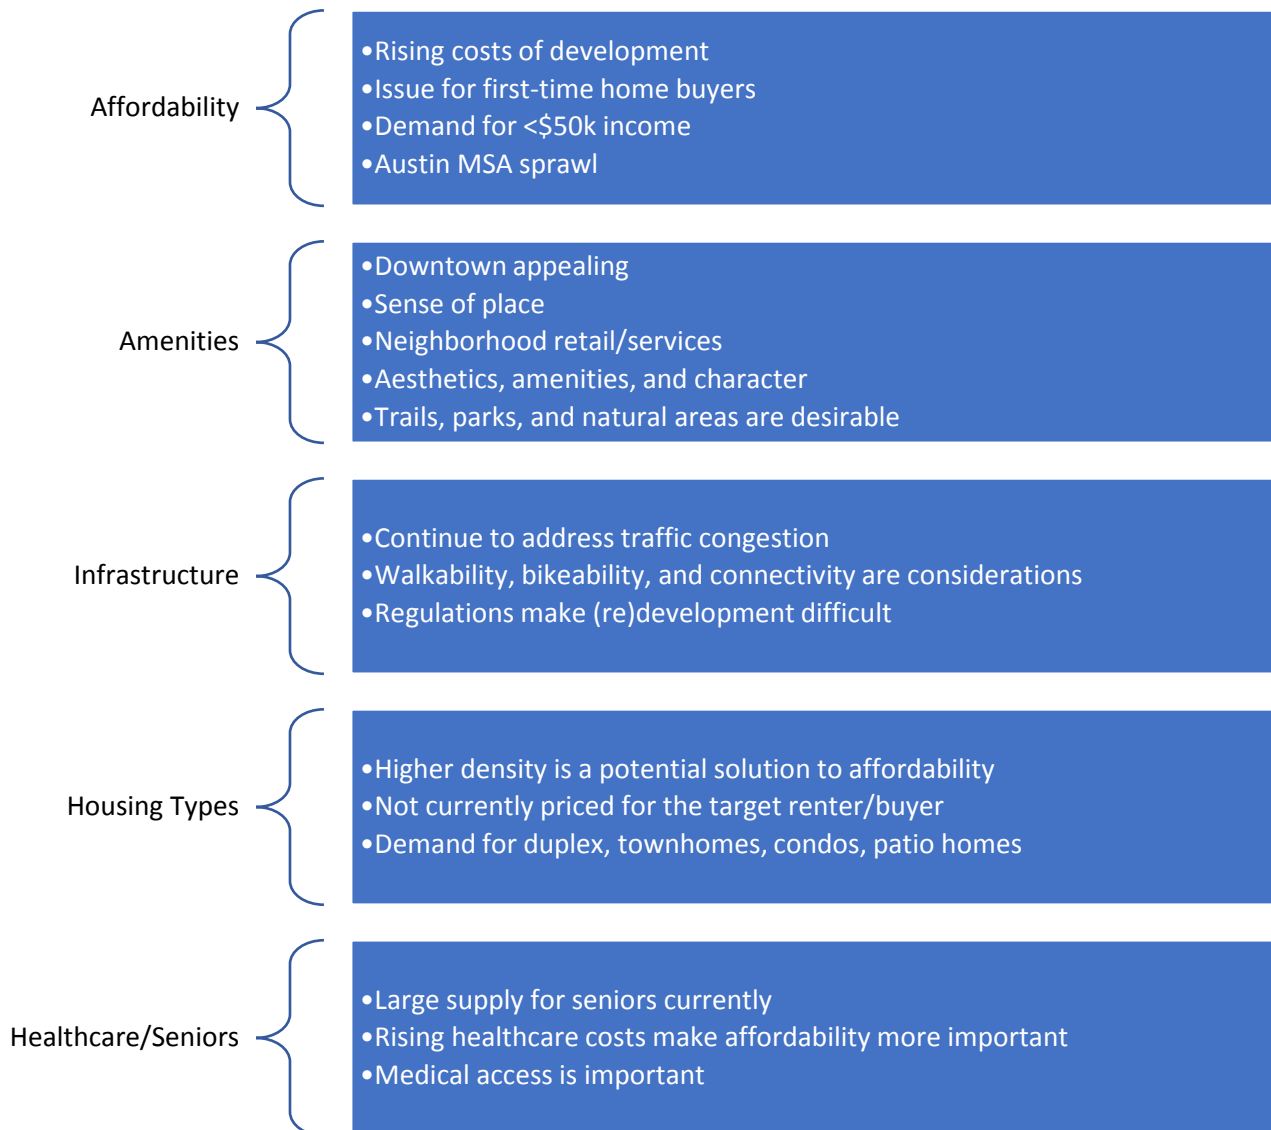 Affordability
•Rising costs of development
•Issue for first-time home buyers
•Demand for <$50k income
•Austin MSA sprawl
Amenities
•Downtown appealing
•Sense of place
•Neighborhood retail/services
•Aesthetics, amenities, and character
•Trails, parks, and natural areas are desirable
Infrastructure
•Continue to address traffic congestion
•Walkability, bikeability, and connectivity are considerations
•Regulations make (re)development difficult
Housing Types
•Higher density is a potential solution to affordability
•Not currently priced for the target renter/buyer
•Demand for duplex, townhomes, condos, patio homes
Healthcare/Seniors
•Large supply for seniors currently
•Rising healthcare costs make affordability more important
•Medical access is important